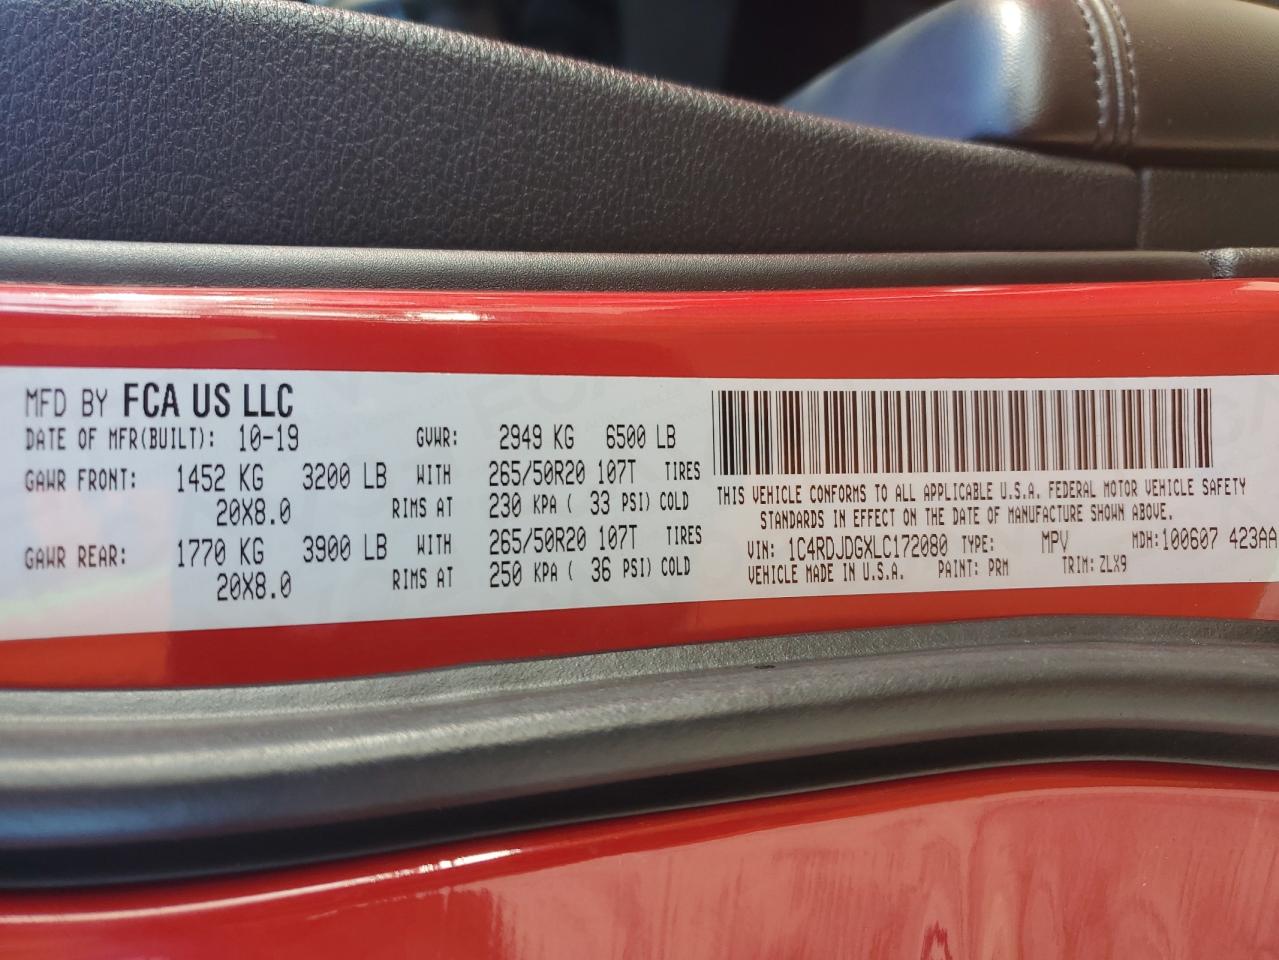 MFD BY FCA US LLC
DATE OF MFR(BUILT): 10-19 GVWR: 2949 KG 6500 LB
GAWR FRONT: 1452 KG 3200 LB WITH 265/50R20 107T TIRES
20X8.0 RIMS AT 230 KPA ( 33 PSI) COLD
GAWR REAR: 1770 KG 3900 LB WITH 265/50R20 107T TIRES
20X8.0 RIMS AT 250 KPA ( 36 PSI) COLD
THIS VEHICLE CONFORMS TO ALL APPLICABLE U.S.A. FEDERAL MOTOR VEHICLE SAFETY
STANDARDS IN EFFECT ON THE DATE OF MANUFACTURE SHOWN ABOVE.
VIN: 1C4RDJDGXLC172080 TYPE: MPV MDH: 100607 423AA
VEHICLE MADE IN U.S.A. PAINT: PRM TRIM: ZLX9